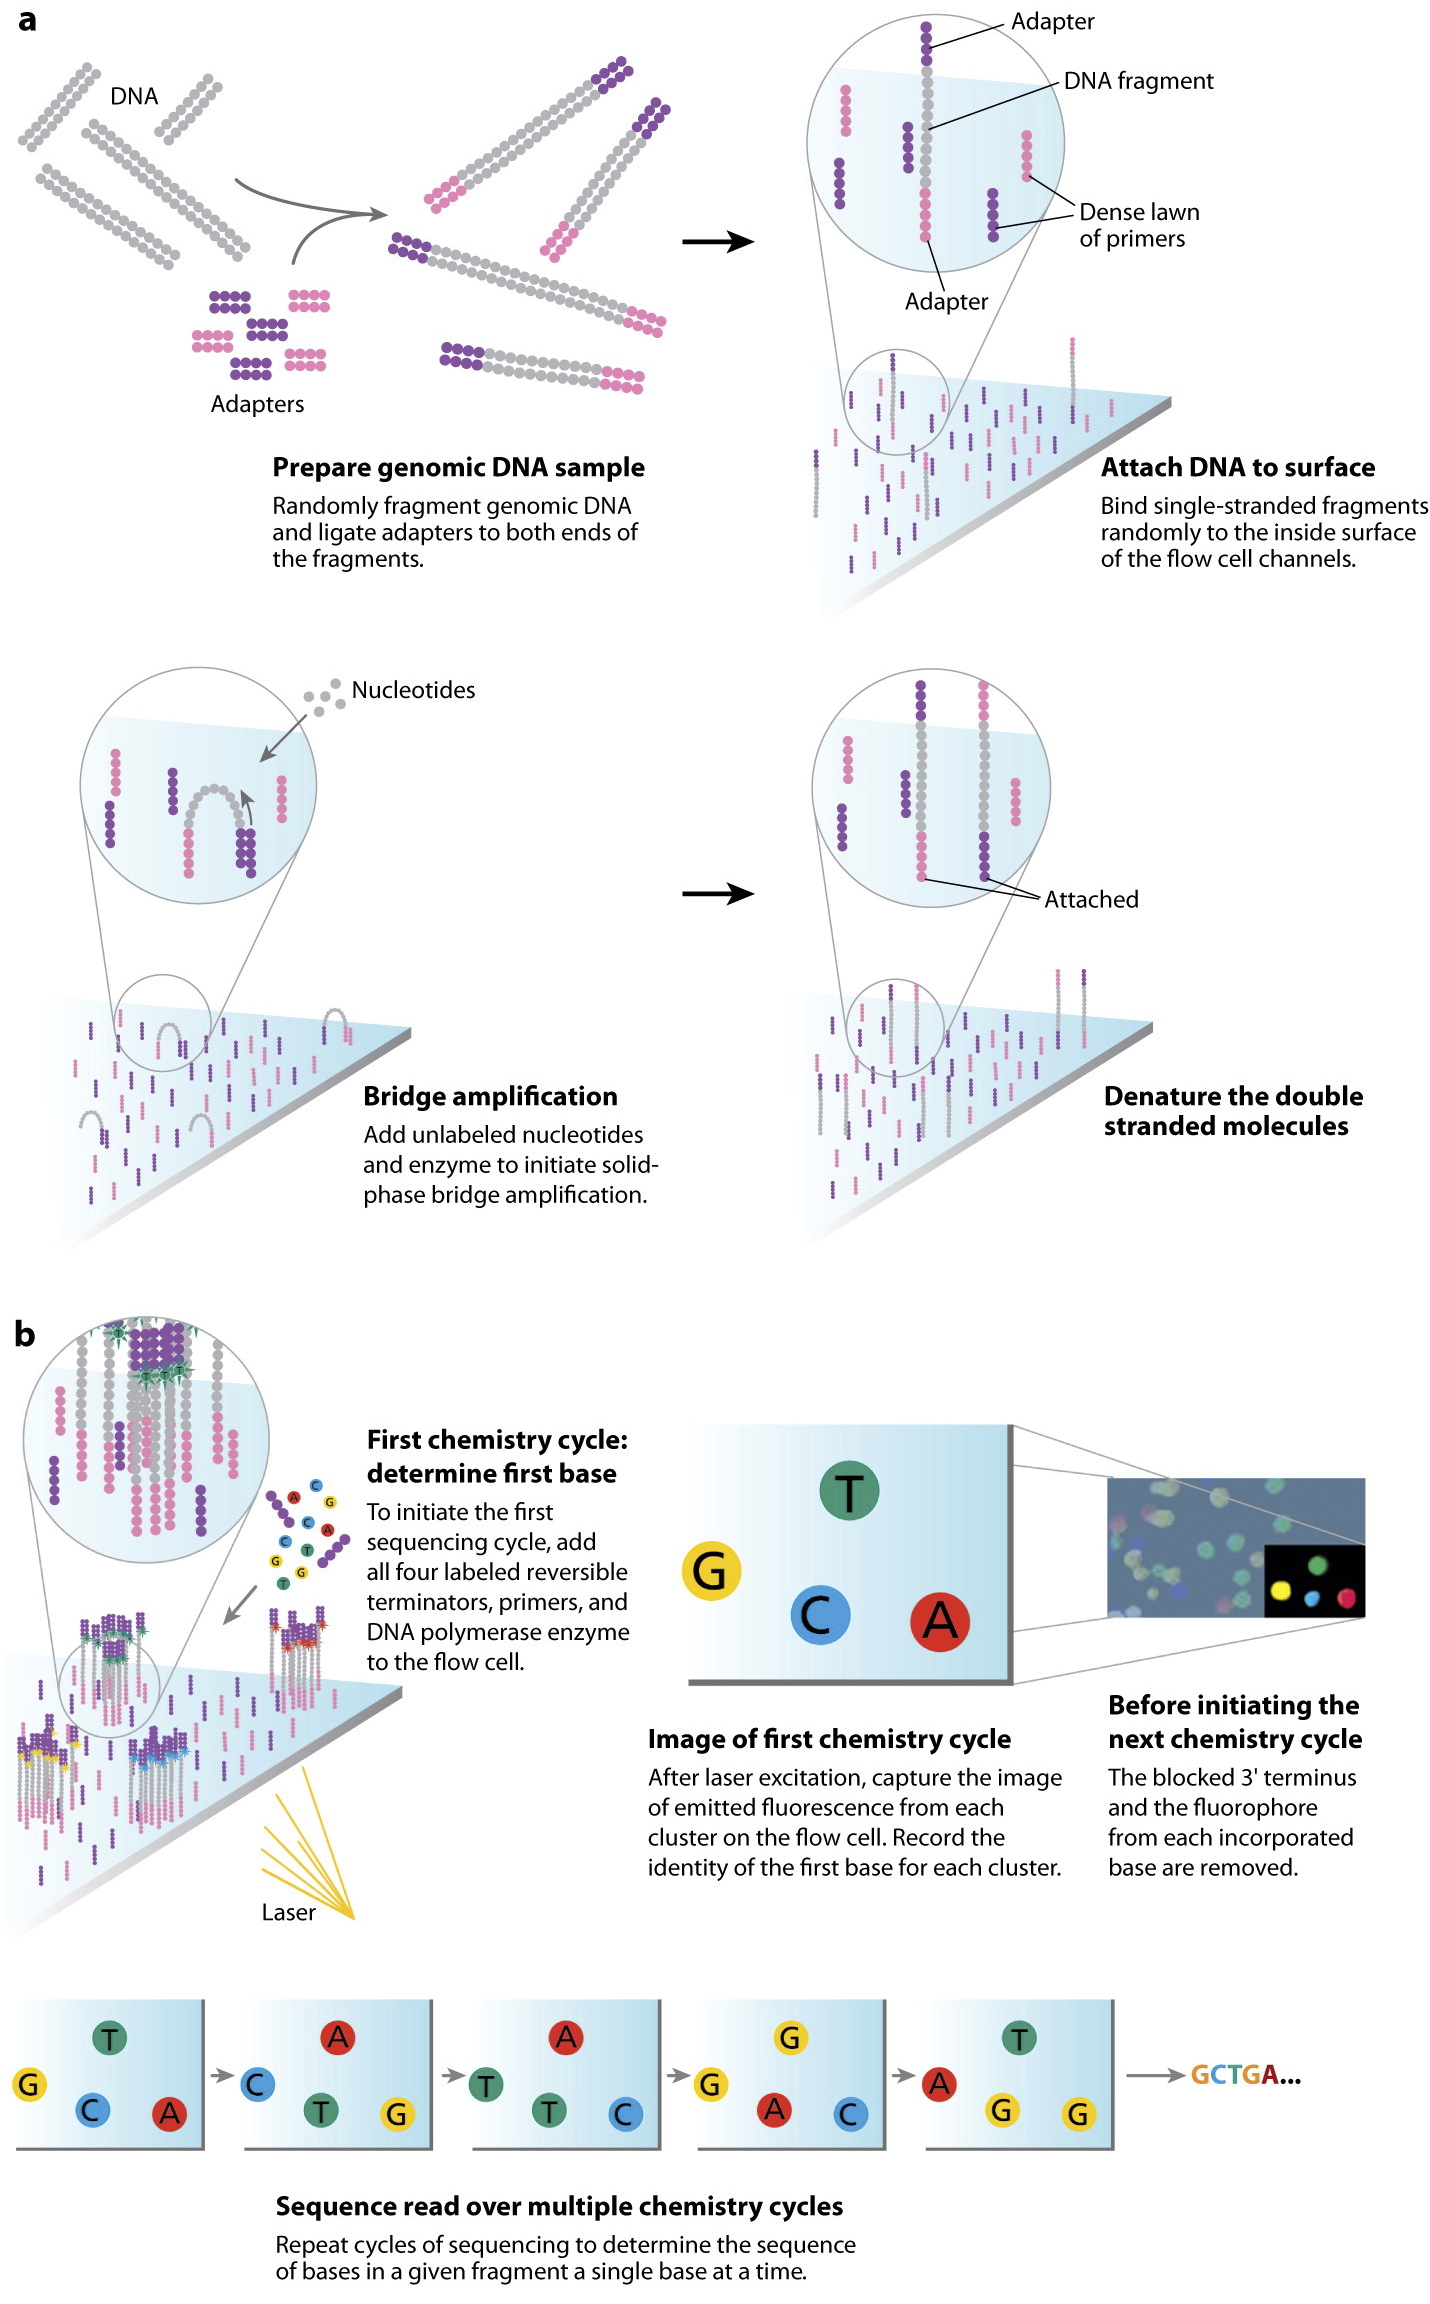 a
DNA
Adapters
Prepare genomic DNA sample
Randomly fragment genomic DNA
and ligate adapters to both ends of
the fragments.
Adapter
DNA fragment
Dense lawn
of primers
Adapter
Attach DNA to surface
Bind single-stranded fragments
randomly to the inside surface
of the flow cell channels.
Nucleotides
Bridge amplification
Add unlabeled nucleotides
and enzyme to initiate solid-
phase bridge amplification.
Attached
Denature the double
stranded molecules
b
T
T T T
C
A
G
C
A
C
T
G
G
T
First chemistry cycle:
determine first base
To initiate the first
sequencing cycle, add
all four labeled reversible
terminators, primers, and
DNA polymerase enzyme
to the flow cell.
Laser
T
G
C
A
Image of first chemistry cycle
After laser excitation, capture the image
of emitted fluorescence from each
cluster on the flow cell. Record the
identity of the first base for each cluster.
Before initiating the
next chemistry cycle
The blocked 3' terminus
and the fluorophore
from each incorporated
base are removed.
T
G
C
A
A
C
T
G
A
T
T
C
G
G
A
C
T
A
G
G
GCTGA...
Sequence read over multiple chemistry cycles
Repeat cycles of sequencing to determine the sequence
of bases in a given fragment a single base at a time.